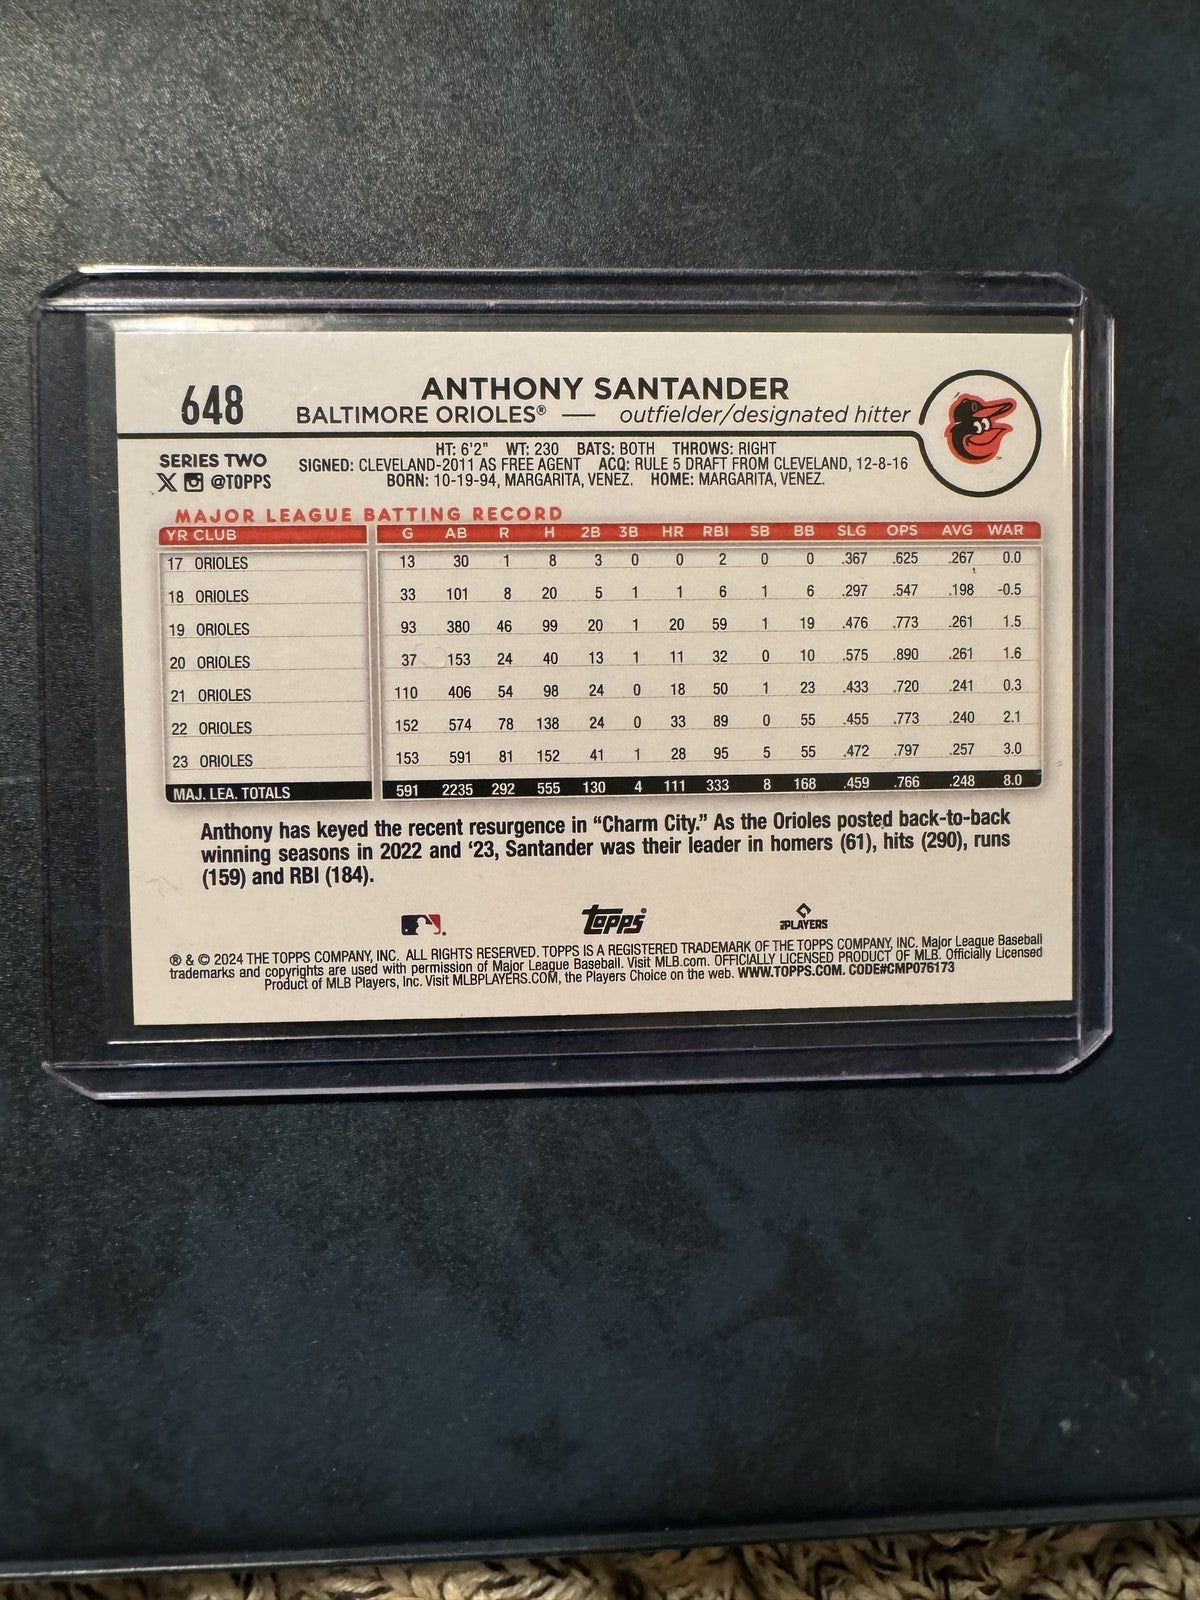 648
ANTHONY SANTANDER
BALTIMORE ORIOLES® — outfielder/designated hitter
SERIES TWO
@TOPPS
HT: 6'2" WT: 230 BATS: BOTH THROWS: RIGHT
SIGNED: CLEVELAND-2011 AS FREE AGENT ACQ: RULE 5 DRAFT FROM CLEVELAND, 12-8-16
BORN: 10-19-94, MARGARITA, VENEZ. HOME: MARGARITA, VENEZ.
MAJOR LEAGUE BATTING RECORD
YR CLUB G AB R H 2B 3B HR RBI SB BB SLG OPS AVG WAR
17 ORIOLES 13 30 1 8 3 0 0 2 0 0 .367 .625 .267 0.0
18 ORIOLES 33 101 8 20 5 1 1 6 1 6 .297 .547 .198 -0.5
19 ORIOLES 93 380 46 99 20 1 20 59 1 19 .476 .773 .261 1.5
20 ORIOLES 37 153 24 40 13 1 11 32 0 10 .575 .890 .261 1.6
21 ORIOLES 110 406 54 98 24 0 18 50 1 23 .433 .720 .241 0.3
22 ORIOLES 152 574 78 138 24 0 33 89 0 55 .455 .773 .240 2.1
23 ORIOLES 153 591 81 152 41 1 28 95 5 55 .472 .797 .257 3.0
MAJ. LEA. TOTALS 591 2235 292 555 130 4 111 333 8 168 .459 .766 .248 8.0
Anthony has keyed the recent resurgence in “Charm City.” As the Orioles posted back-to-back
winning seasons in 2022 and ‘23, Santander was their leader in homers (61), hits (290), runs
(159) and RBI (184).
Topps
PLAYERS
® & © 2024 THE TOPPS COMPANY, INC. ALL RIGHTS RESERVED. TOPPS IS A REGISTERED TRADEMARK OF THE TOPPS COMPANY, INC. Major League Baseball
trademarks and copyrights are used with permission of Major League Baseball. Visit MLB.com. OFFICIALLY LICENSED PRODUCT OF MLB. Officially Licensed
Product of MLB Players, Inc. Visit MLBPLAYERS.COM, the Players Choice on the web. WWW.TOPPS.COM. CODE#CMP076173